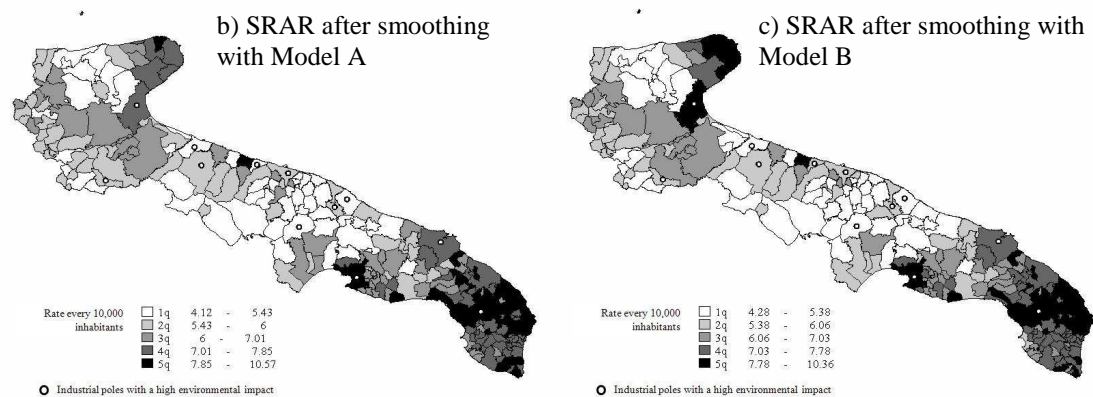 b) SRAR after smoothing
with Model A
Rate every 10,000
inhabitants
1q 4.12 - 5.43
2q 5.43 - 6
3q 6 - 7.01
4q 7.01 - 7.85
5q 7.85 - 10.57
Industrial poles with a high environmental impact
c) SRAR after smoothing with
Model B
Rate every 10,000
inhabitants
1q 4.28 - 5.38
2q 5.38 - 6.06
3q 6.06 - 7.03
4q 7.03 - 7.78
5q 7.78 - 10.36
Industrial poles with a high environmental impact